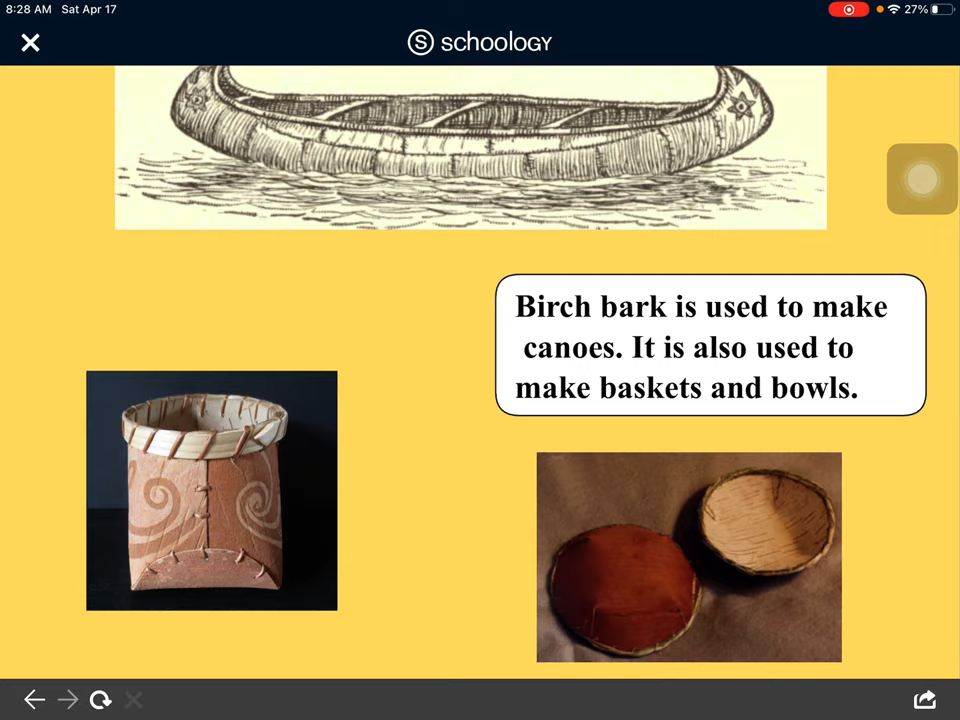 8:28 AM Sat Apr 17
27%
S schoology
Birch bark is used to make
canoes. It is also used to
make baskets and bowls.